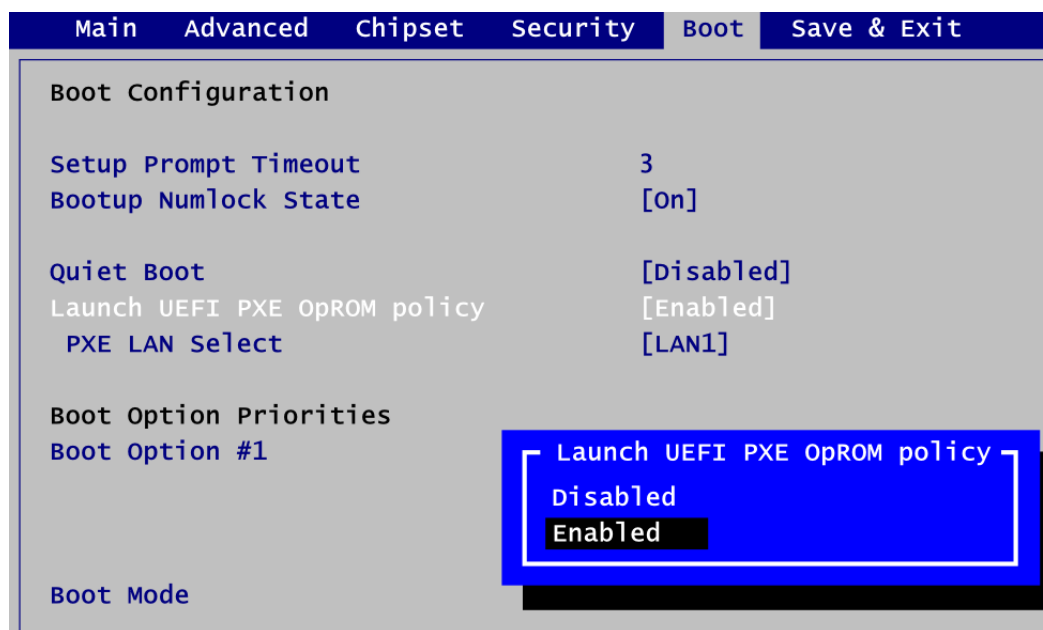 Main Advanced Chipset Security Boot Save & Exit
Boot Configuration
Setup Prompt Timeout 3
Bootup Numlock State [On]
Quiet Boot [Disabled]
Launch UEFI PXE OpROM policy [Enabled]
PXE LAN Select [LAN1]
Boot Option Priorities
Boot Option #1
Launch UEFI PXE OpROM policy
Disabled
Enabled
Boot Mode